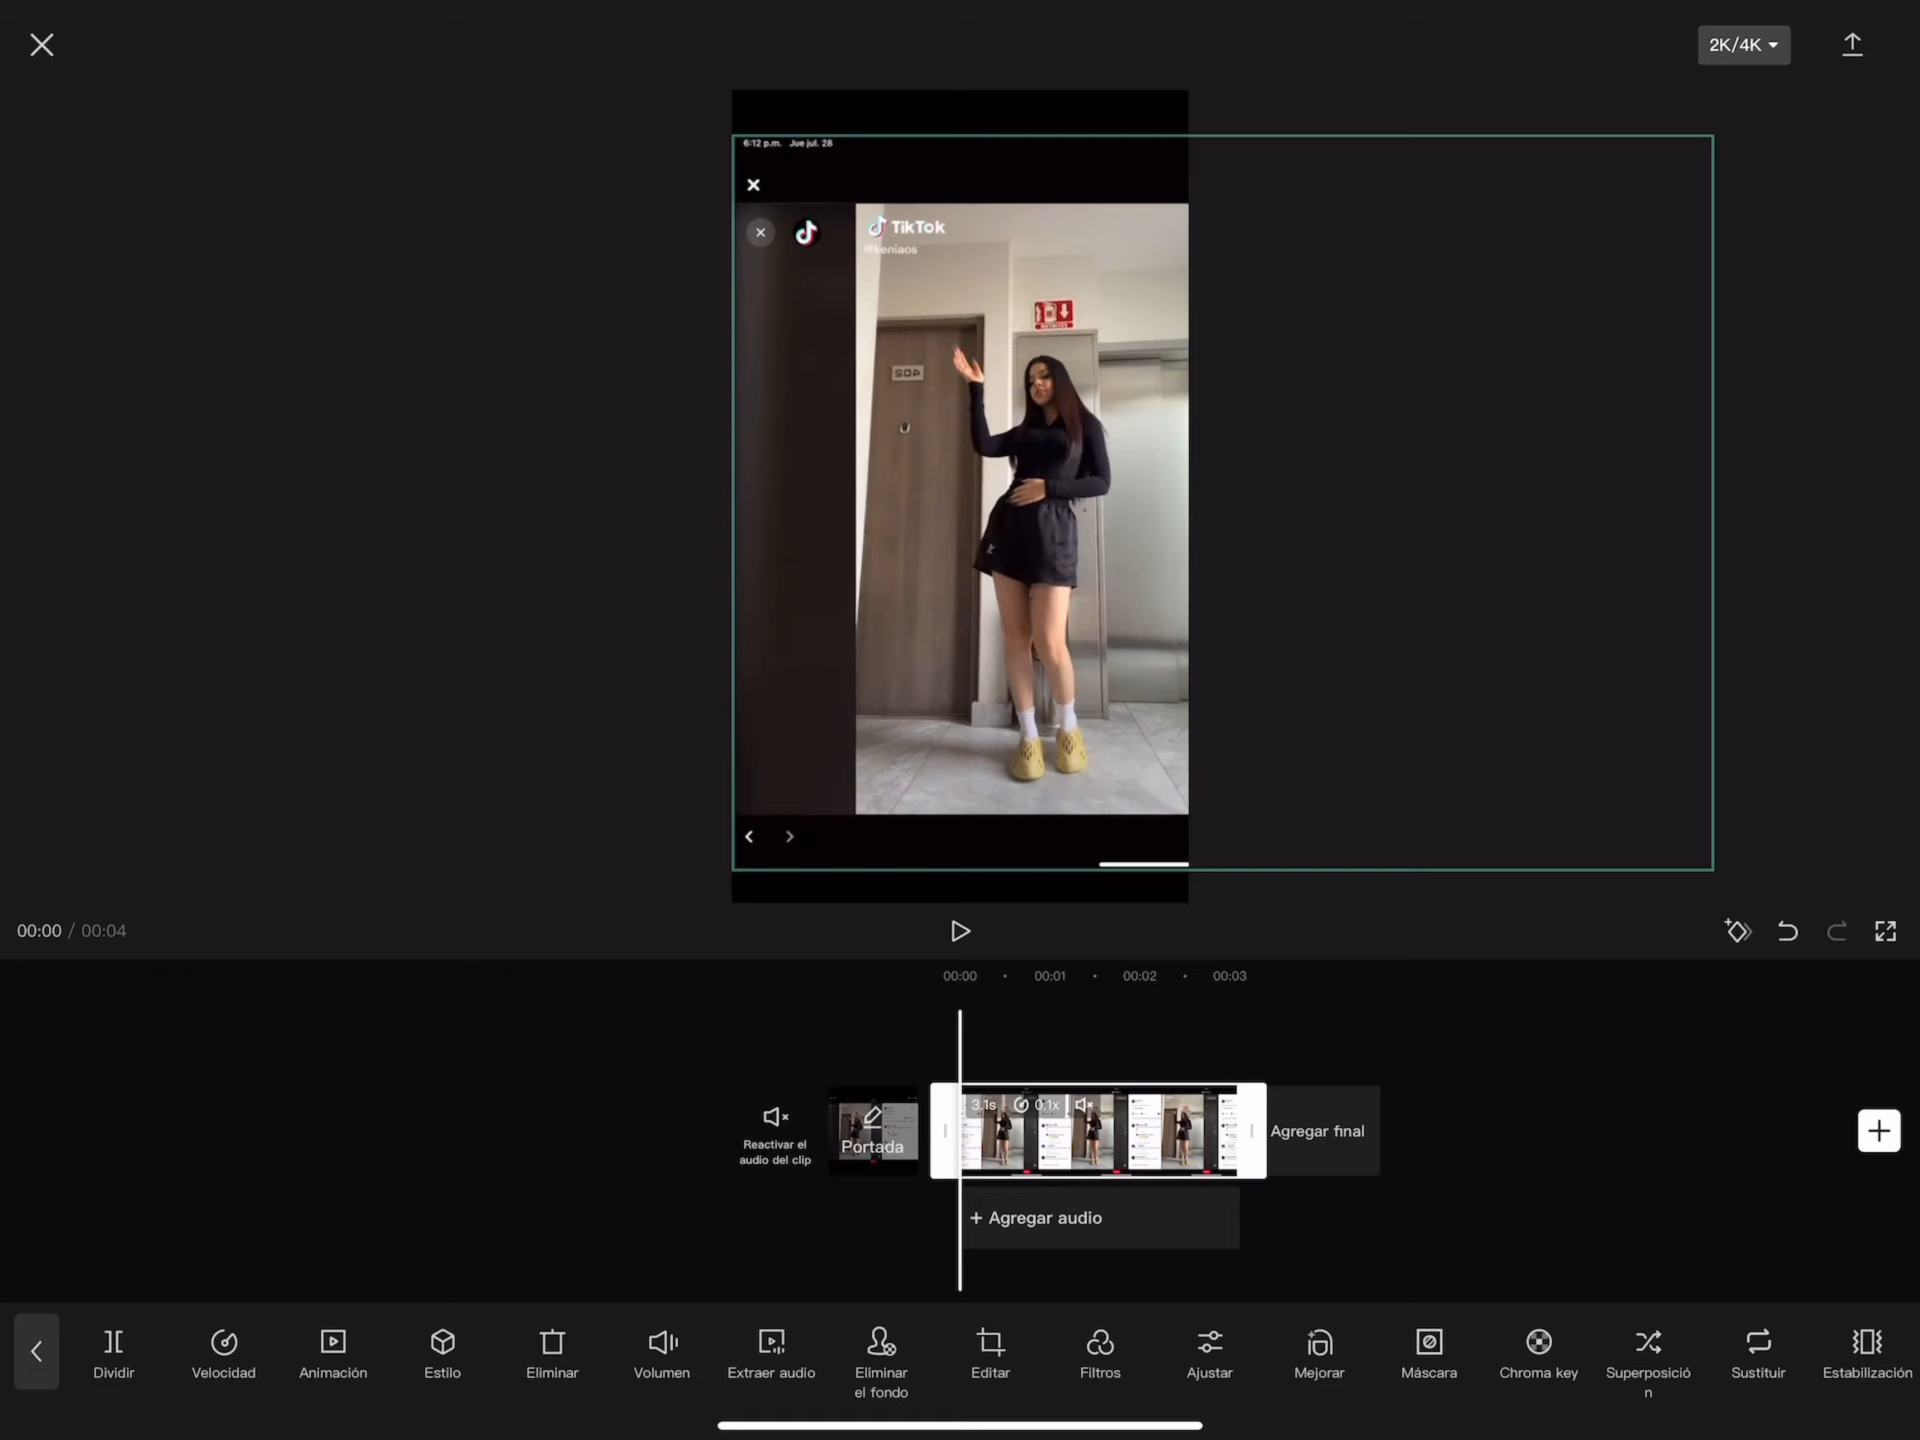 2K/4K
6:12 p.m. Jue jul. 28
TikTok
@keniaos
402
00:00 / 00:04
00:00 00:01 00:02 00:03
3.1s 0.1x
Reactivar el
audio del clip
Portada
Agregar final
+ Agregar audio
Dividir
Velocidad
Animación
Estilo
Eliminar
Volumen
Extraer audio
Eliminar
el fondo
Editar
Filtros
Ajustar
Mejorar
Máscara
Chroma key
Superposició
n
Sustituir
Estabilización